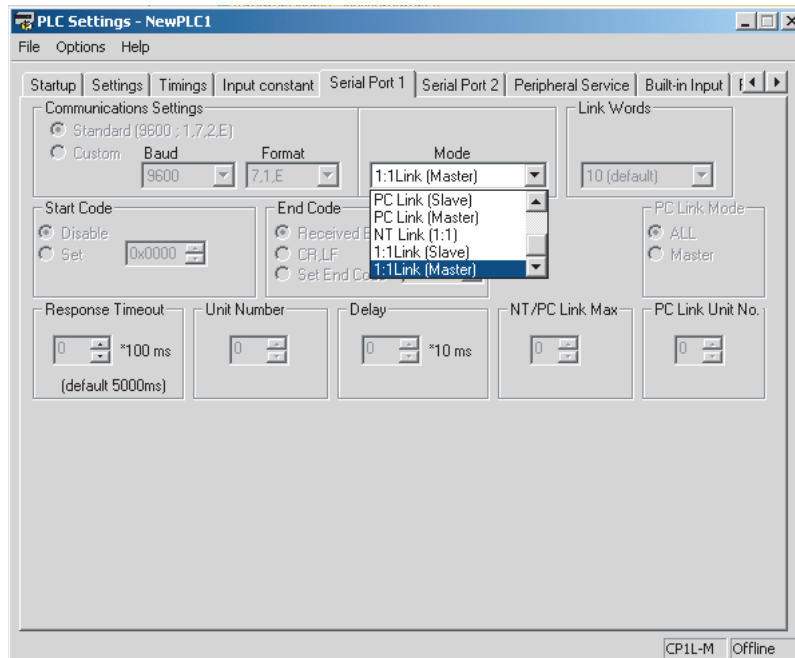 PLC Settings - NewPLC1
File Options Help
Startup Settings Timings Input constant Serial Port 1 Serial Port 2 Peripheral Service Built-in Input
Communications Settings
Standard (9600 ; 1,7,2,E)
Custom Baud Format Mode
9600 7,1,E 1:1Link (Master)
Link Words
10 (default)
PC Link (Slave)
PC Link (Master)
NT Link (1:1)
1:1Link (Slave)
1:1Link (Master)
Start Code
Disable
Set 0x0000
End Code
Received
CR,LF
Set End
PC Link Mode
ALL
Master
Response Timeout
0 *100 ms
(default 5000ms)
Unit Number
0
Delay
0 *10 ms
NT/PC Link Max
0
PC Link Unit No.
0
CP1L-M Offline